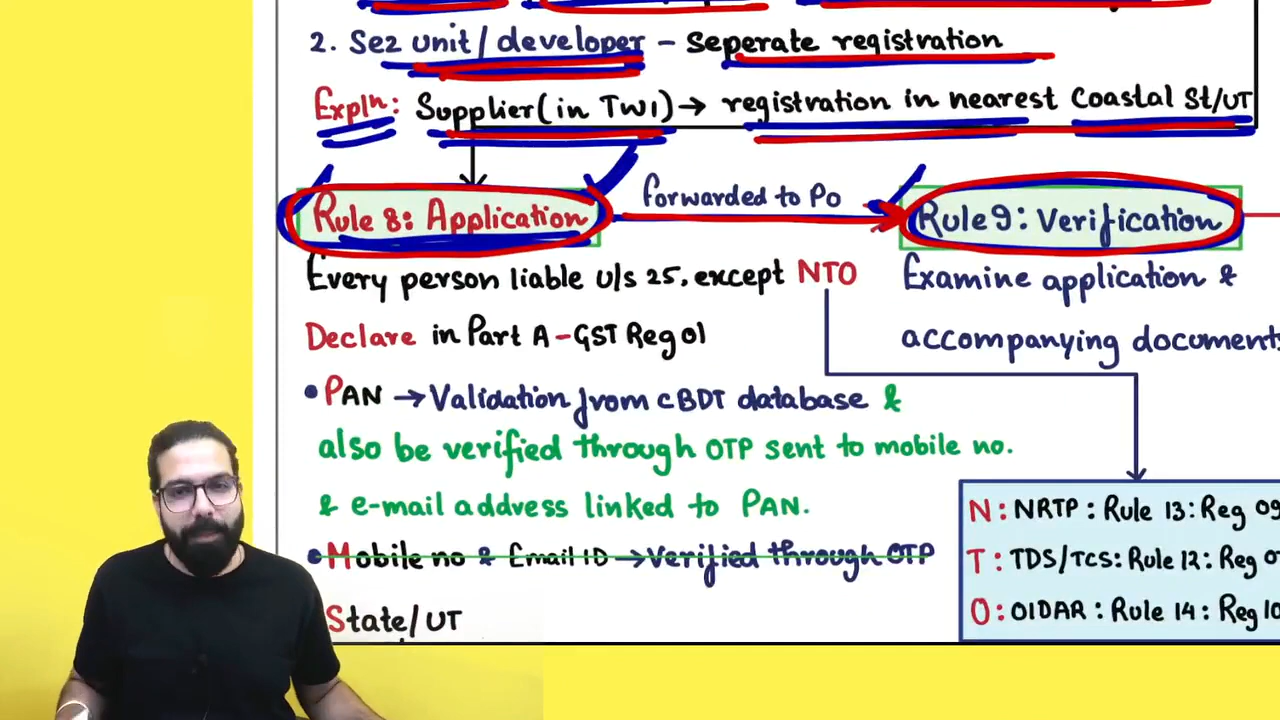 2. Sez unit/developer - Seperate registration
Explⁿ: Supplier(in TWI) → registration in nearest Coastal St/UT
Rule 8: Application
forwarded to Po
Rule 9: Verification
Every person liable u/s 25, except NTO
Declare in Part A-GST Reg 01
• PAN → Validation from CBDT database &
also be verified through OTP sent to mobile no.
& e-mail address linked to PAN.
• Mobile no & Email ID → Verified through OTP
State/UT
Examine application &
accompanying documents
N: NRTP: Rule 13: Reg 09
T: TDS/TCS: Rule 12: Reg 0
O: OIDAR: Rule 14: Reg 10